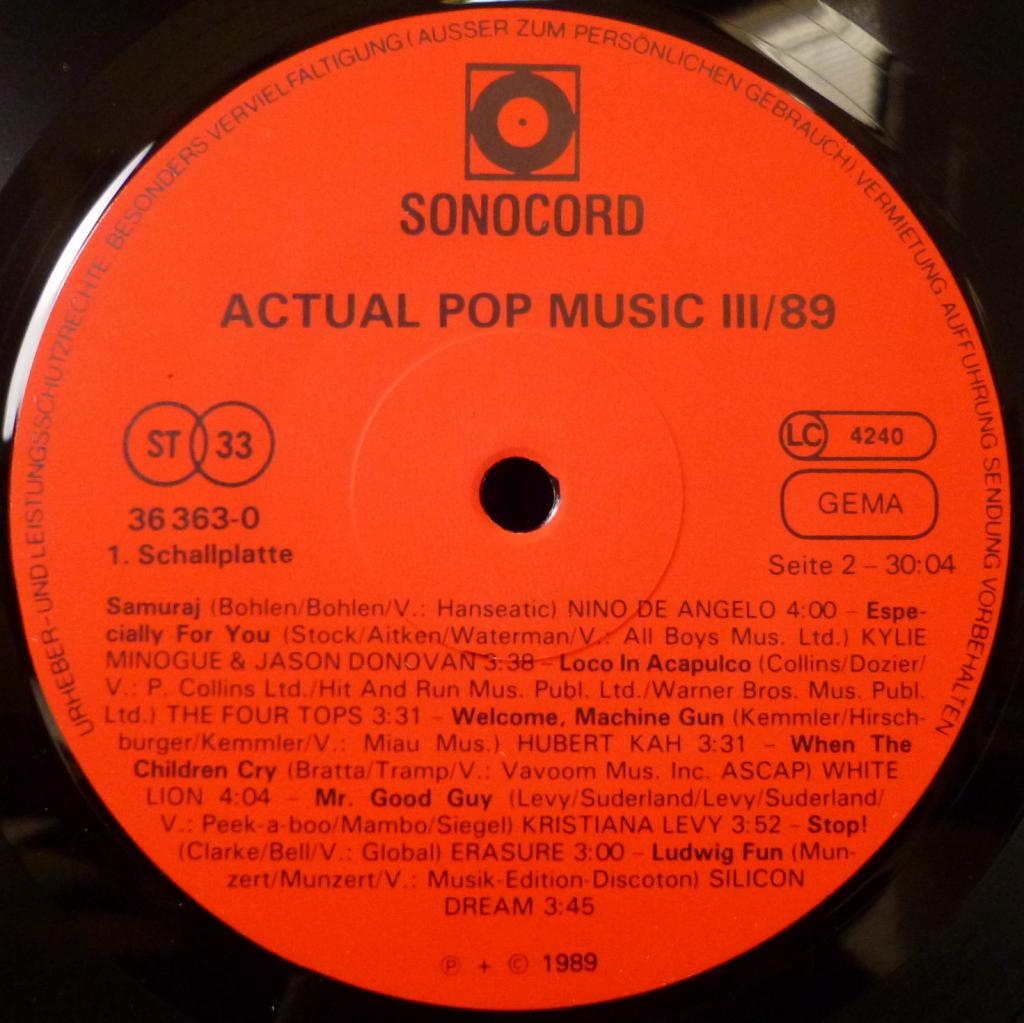 URHEBER-UND LEISTUNGSSCHUTZRECHTE BESONDERS VERVIELFÄLTIGUNG (AUSSER ZUM PERSÖNLICHEN GEBRAUCH), VERMIETUNG AUFFÜHRUNG SENDUNG VORBEHALTEN
SONOCORD
ACTUAL POP MUSIC III/89
ST 33
36 363-0
1. Schallplatte
LC 4240
GEMA
Seite 2 – 30:04
Samuraj (Bohlen/Bohlen/V.: Hanseatic) NINO DE ANGELO 4:00 – Espe-
cially For You (Stock/Aitken/Waterman/V.: All Boys Mus. Ltd.) KYLIE
MINOGUE & JASON DONOVAN 3:38 – Loco In Acapulco (Collins/Dozier/
V.: P. Collins Ltd./Hit And Run Mus. Publ. Ltd./Warner Bros. Mus. Publ.
Ltd.) THE FOUR TOPS 3:31 – Welcome, Machine Gun (Kemmler/Hirsch-
burger/Kemmler/V.: Miau Mus.) HUBERT KAH 3:31 – When The
Children Cry (Bratta/Tramp/V.: Vavoom Mus. Inc. ASCAP) WHITE
LION 4:04 – Mr. Good Guy (Levy/Suderland/Levy/Suderland/
V.: Peek-a-boo/Mambo/Siegel) KRISTIANA LEVY 3:52 – Stop!
(Clarke/Bell/V.: Global) ERASURE 3:00 – Ludwig Fun (Mun-
zert/Munzert/V.: Musik-Edition-Discoton) SILICON
DREAM 3:45
Ⓟ + © 1989